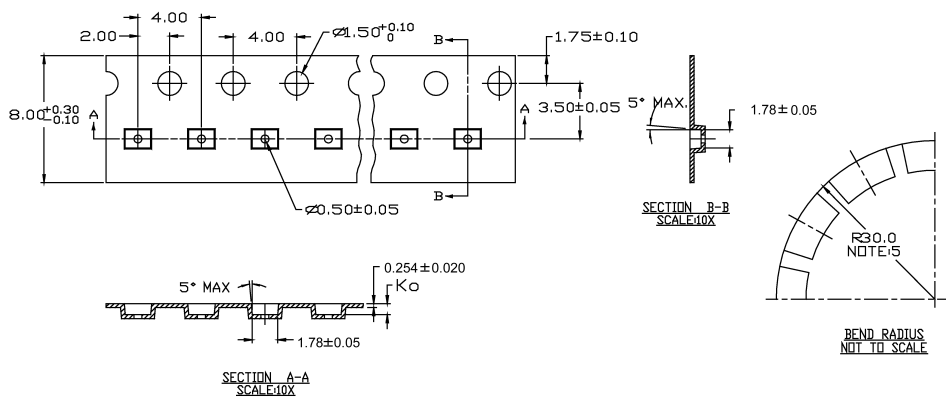 4.00
2.00
4.00
⌀1.50+0.10 0
B
1.75±0.10
8.00+0.30 -0.10
A
A
3.50±0.05
5° MAX.
1.78±0.05
B
⌀0.50±0.05
SECTION B-B
SCALE:10X
R30.0
NOTE:5
0.254±0.020
5° MAX
Ko
1.78±0.05
BEND RADIUS
NOT TO SCALE
SECTION A-A
SCALE:10X